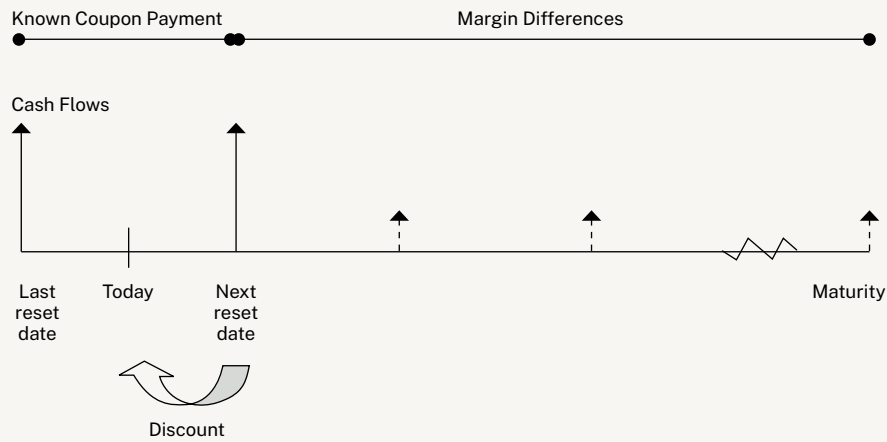 Known Coupon Payment
Margin Differences
Cash Flows
Last
reset
date
Today
Next
reset
date
Maturity
Discount